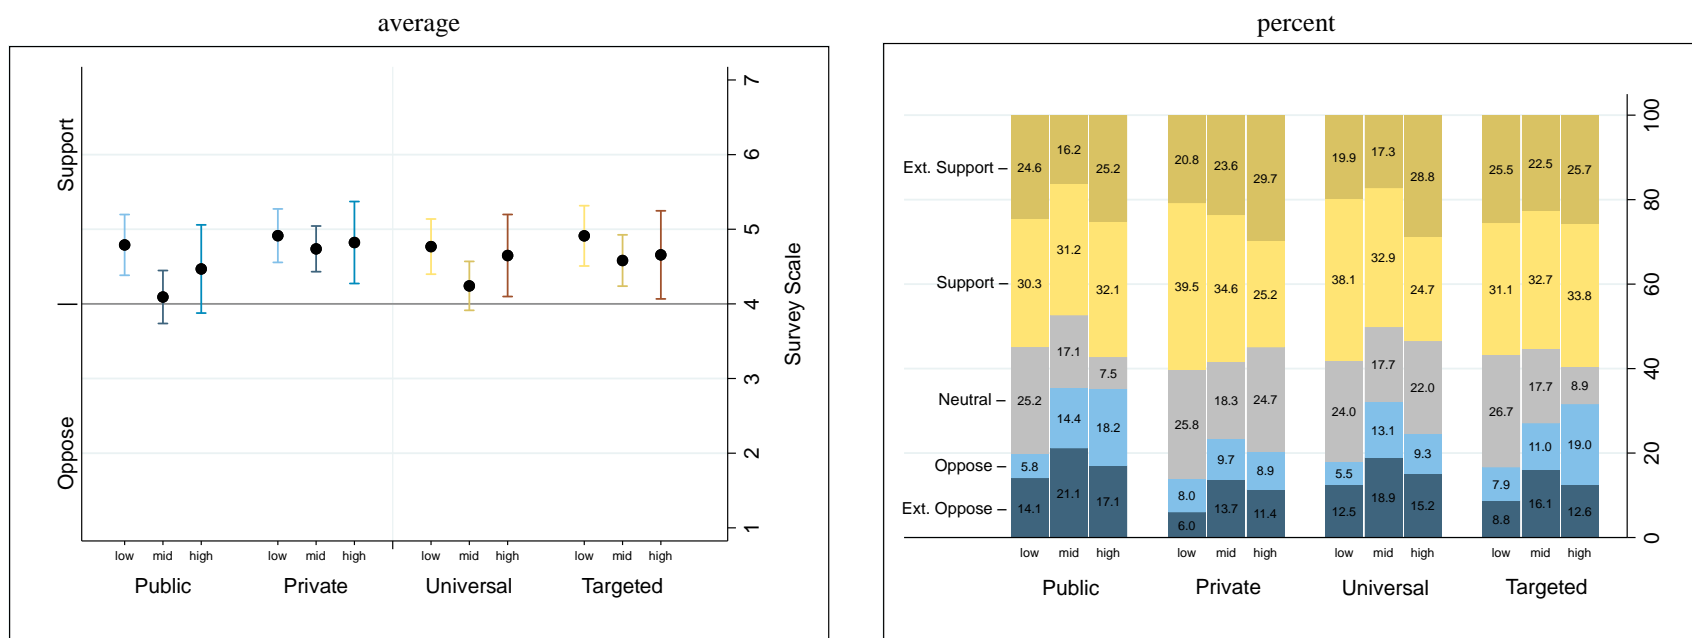 average
Support
|
Oppose
7
6
5
4
3
2
1
Survey Scale
low mid high low mid high low mid high low mid high
Public Private Universal Targeted
percent
Ext. Support
Support
Neutral
Oppose
Ext. Oppose
24.6 16.2 25.2 20.8 23.6 29.7 19.9 17.3 28.8 25.5 22.5 25.7
30.3 31.2 32.1 39.5 34.6 25.2 38.1 32.9 24.7 31.1 32.7 33.8
25.2 17.1 7.5 25.8 18.3 24.7 24.0 17.7 22.0 26.7 17.7 8.9
5.8 14.4 18.2 8.0 9.7 8.9 5.5 13.1 9.3 7.9 11.0 19.0
14.1 21.1 17.1 6.0 13.7 11.4 12.5 18.9 15.2 8.8 16.1 12.6
100
80
60
40
20
0
low mid high low mid high low mid high low mid high
Public Private Universal Targeted